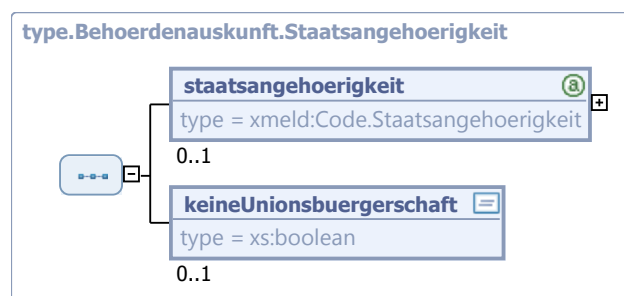 type.Behoerdenauskunft.Staatsangehoerigkeit
staatsangehoerigkeit
type = xmeld:Code.Staatsangehoerigkeit
0..1
keineUnionsbuergerschaft
type = xs:boolean
0..1